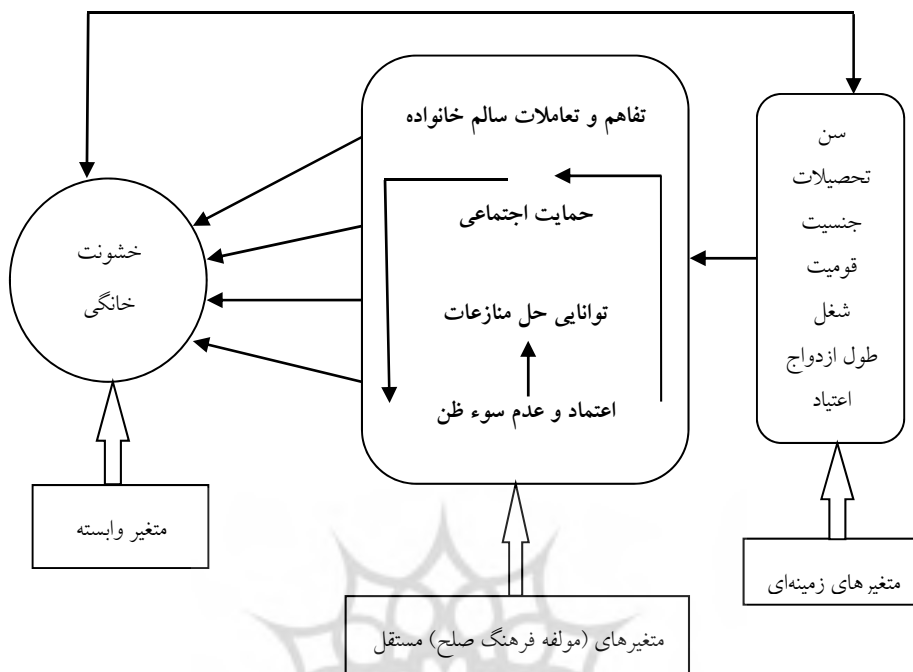 سن
تحصیلات
جنسیت
قومیت
شغل
طول ازدواج
اعتیاد
تفاهم و تعاملات سالم خانواده
حمایت اجتماعی
توانایی حل منازعات
اعتماد و عدم سوء ظن
خشونت
خانگی
متغیرهای زمینه‌ای
متغیرهای (مولفه فرهنگ صلح) مستقل
متغیر وابسته